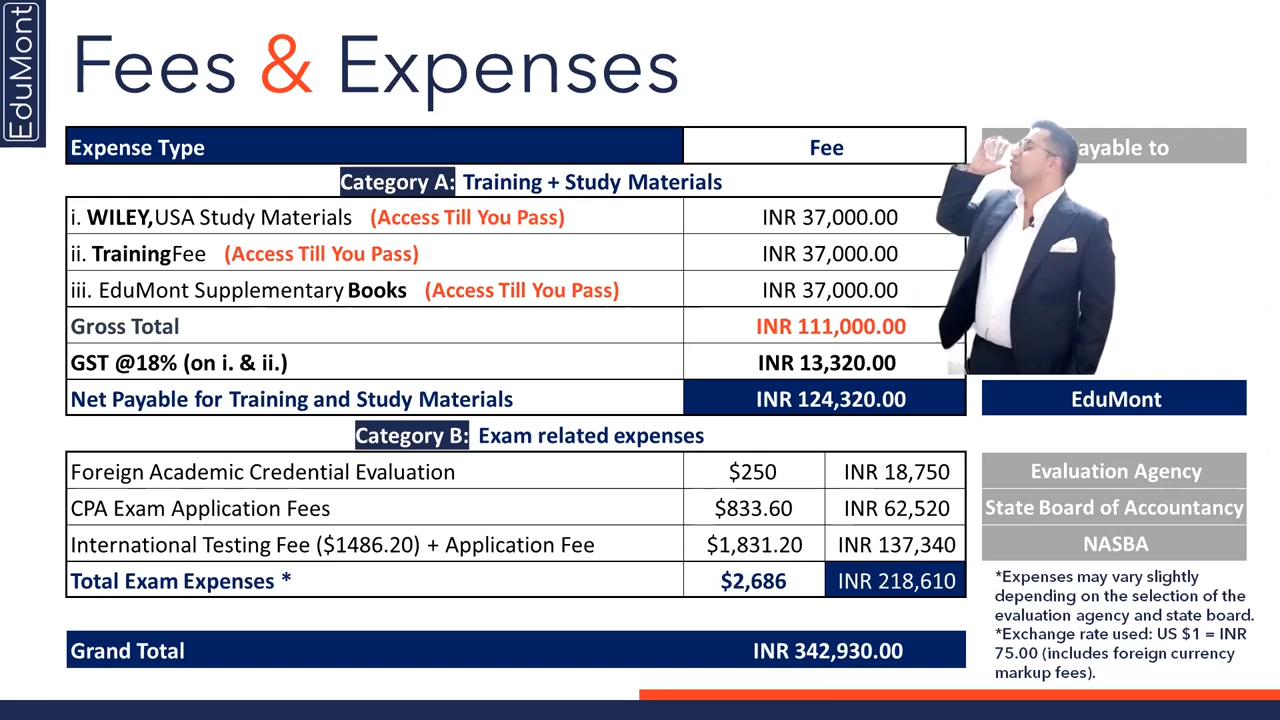 EduMont
Fees & Expenses
Expense Type Fee ayable to
Category A: Training + Study Materials
i. WILEY,USA Study Materials (Access Till You Pass) INR 37,000.00
ii. TrainingFee (Access Till You Pass) INR 37,000.00
iii. EduMont Supplementary Books (Access Till You Pass) INR 37,000.00
Gross Total INR 111,000.00
GST @18% (on i. & ii.) INR 13,320.00
Net Payable for Training and Study Materials INR 124,320.00 EduMont
Category B: Exam related expenses
Foreign Academic Credential Evaluation $250 INR 18,750 Evaluation Agency
CPA Exam Application Fees $833.60 INR 62,520 State Board of Accountancy
International Testing Fee ($1486.20) + Application Fee $1,831.20 INR 137,340 NASBA
Total Exam Expenses * $2,686 INR 218,610
*Expenses may vary slightly
depending on the selection of the
evaluation agency and state board.
*Exchange rate used: US $1 = INR
75.00 (includes foreign currency
markup fees).
Grand Total INR 342,930.00